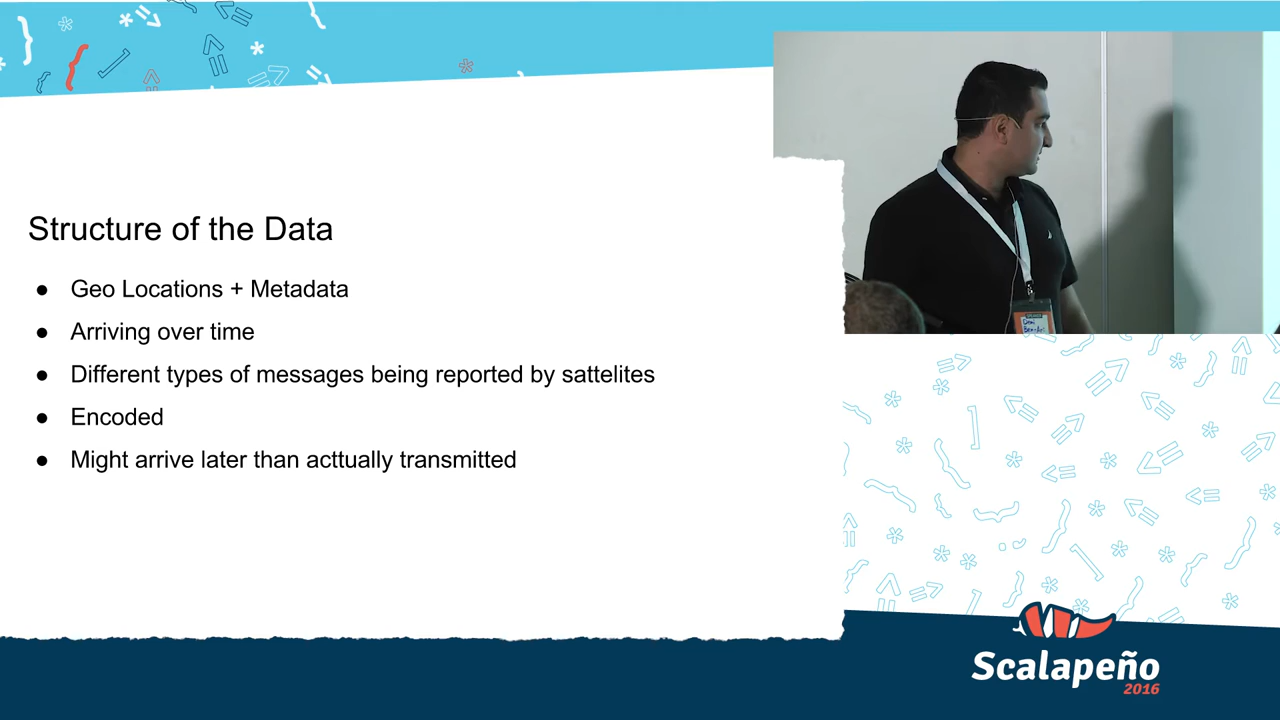 Structure of the Data
● Geo Locations + Metadata
● Arriving over time
● Different types of messages being reported by sattelites
● Encoded
● Might arrive later than acttually transmitted
Demi
Scalapeño
2016